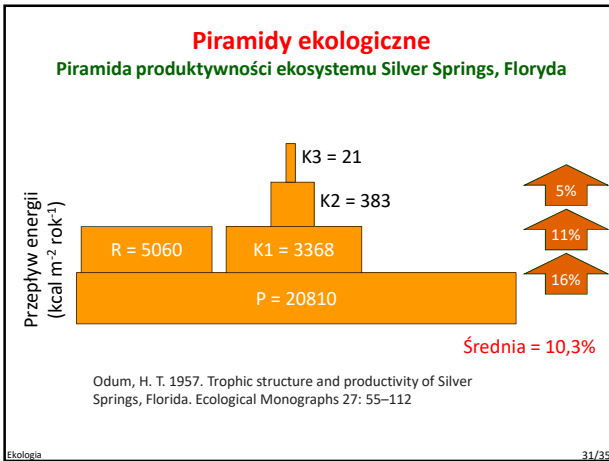 Piramidy ekologiczne
Piramida produktywności ekosystemu Silver Springs, Floryda
Przepływ energii
(kcal m⁻² rok⁻¹)
K3 = 21
K2 = 383
R = 5060
K1 = 3368
P = 20810
5%
11%
16%
Średnia = 10,3%
Odum, H. T. 1957. Trophic structure and productivity of Silver
Springs, Florida. Ecological Monographs 27: 55–112
Ekologia
31/35